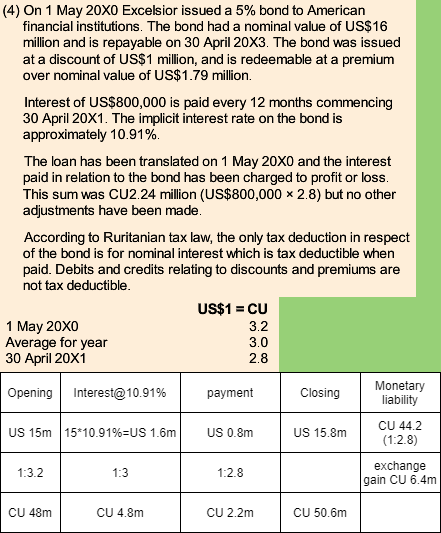 (4) On 1 May 20X0 Excelsior issued a 5% bond to American
financial institutions. The bond had a nominal value of US$16
million and is repayable on 30 April 20X3. The bond was issued
at a discount of US$1 million, and is redeemable at a premium
over nominal value of US$1.79 million.
Interest of US$800,000 is paid every 12 months commencing
30 April 20X1. The implicit interest rate on the bond is
approximately 10.91%.
The loan has been translated on 1 May 20X0 and the interest
paid in relation to the bond has been charged to profit or loss.
This sum was CU2.24 million (US$800,000 × 2.8) but no other
adjustments have been made.
According to Ruritanian tax law, the only tax deduction in respect
of the bond is for nominal interest which is tax deductible when
paid. Debits and credits relating to discounts and premiums are
not tax deductible.
US$1 = CU
1 May 20X0 3.2
Average for year 3.0
30 April 20X1 2.8
Opening Interest@10.91% payment Closing Monetary liability
US 15m 15*10.91%=US 1.6m US 0.8m US 15.8m CU 44.2 (1:2.8)
1:3.2 1:3 1:2.8 exchange gain CU 6.4m
CU 48m CU 4.8m CU 2.2m CU 50.6m